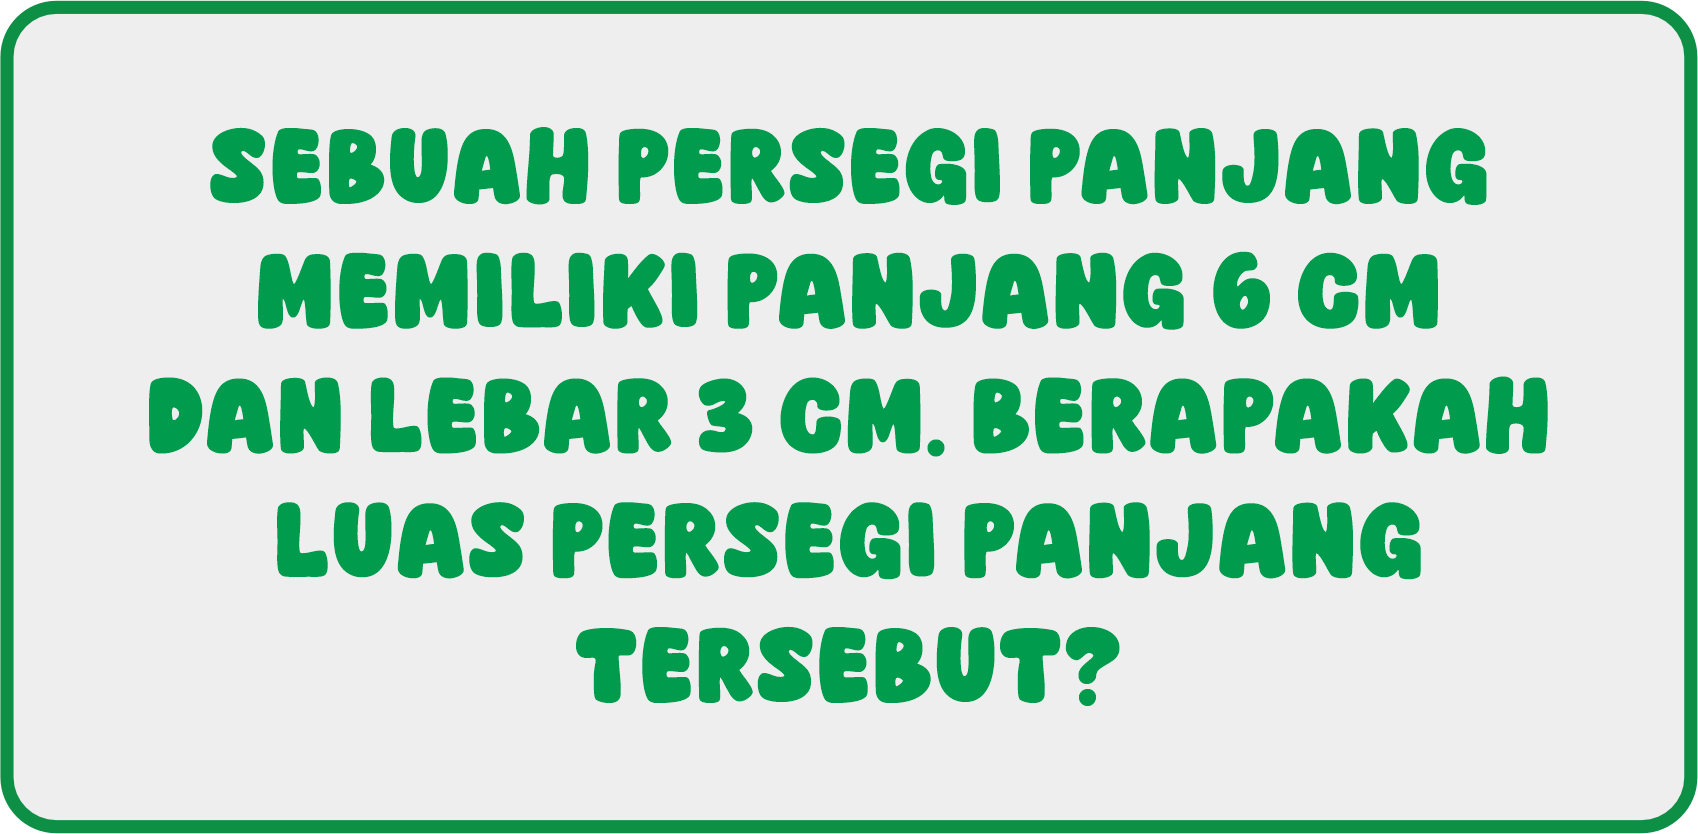 SEBUAH PERSEGI PANJANG
MEMILIKI PANJANG 6 CM
DAN LEBAR 3 CM. BERAPAKAH
LUAS PERSEGI PANJANG
TERSEBUT?